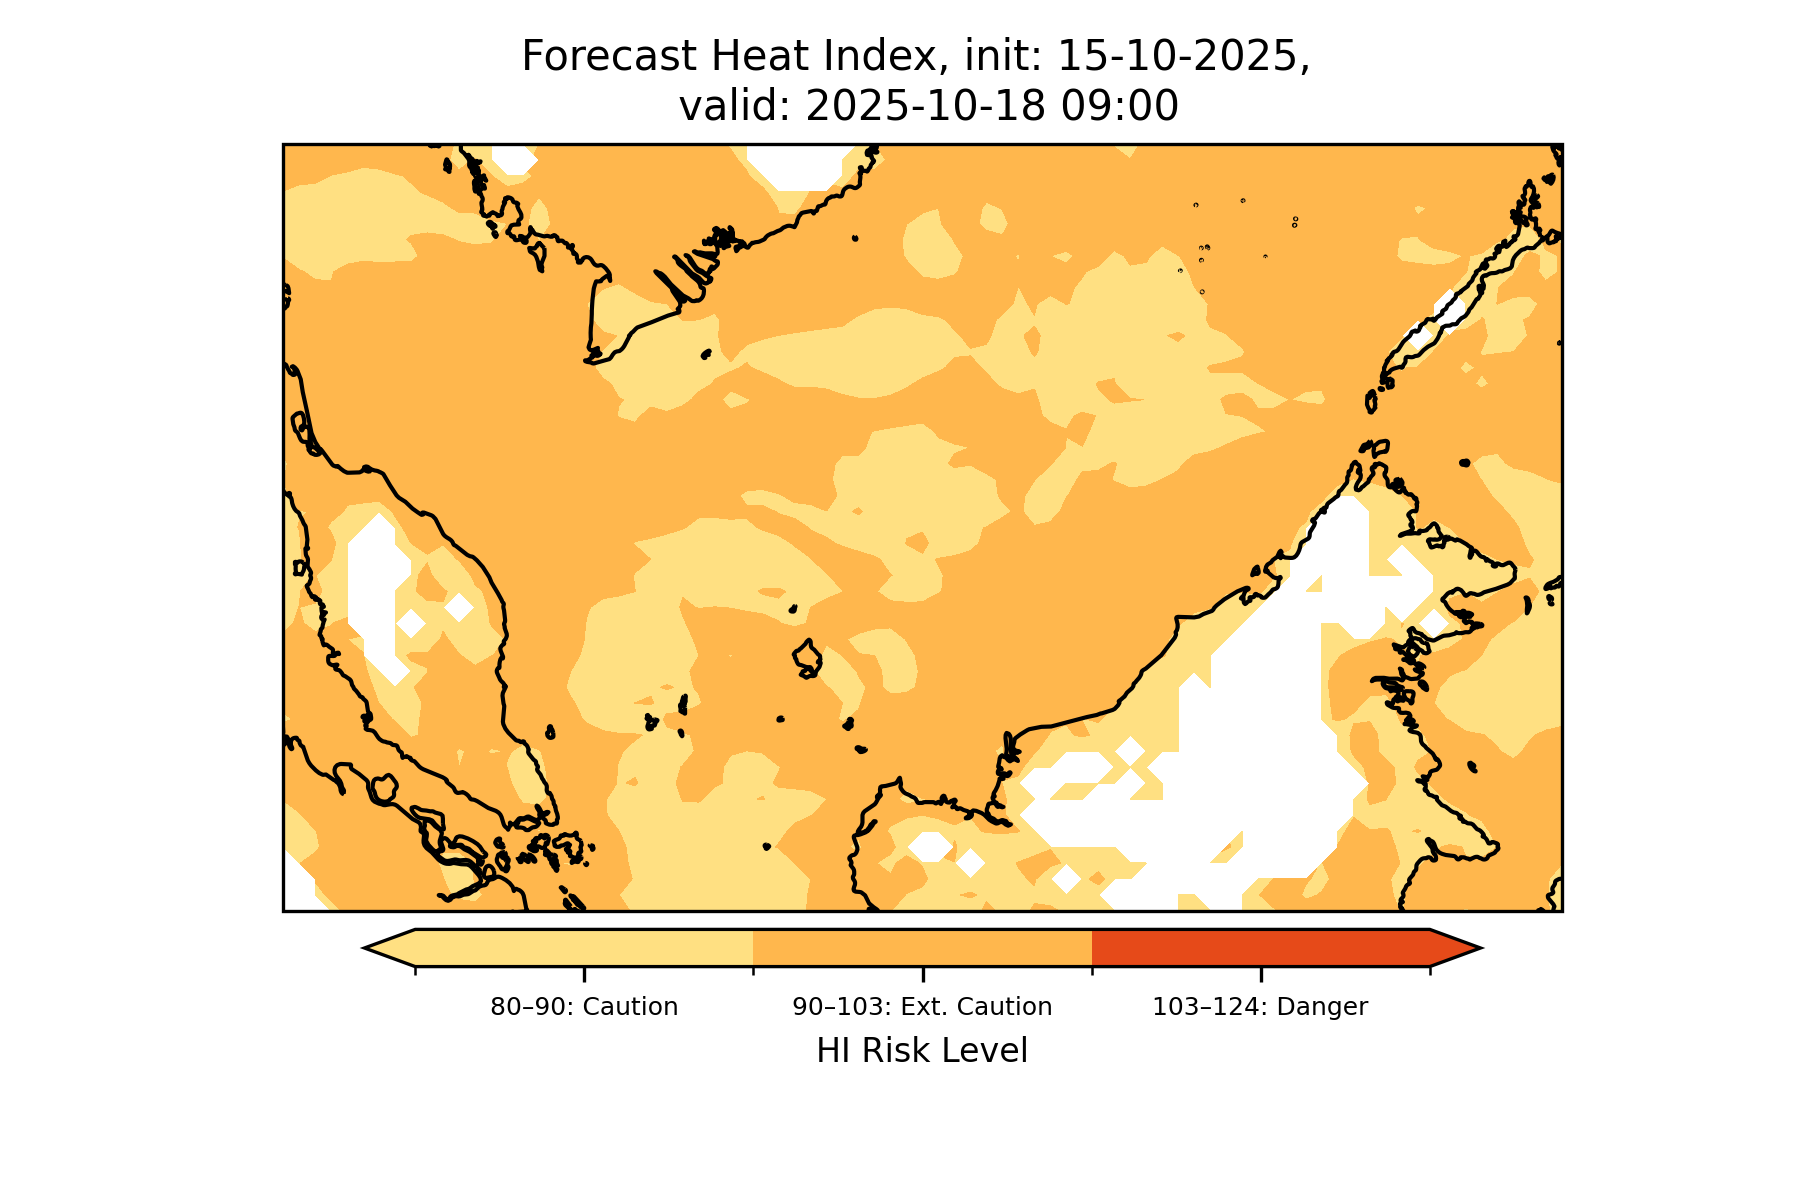 Forecast Heat Index, init: 15-10-2025,
valid: 2025-10-18 09:00
80–90: Caution
90–103: Ext. Caution
103–124: Danger
HI Risk Level